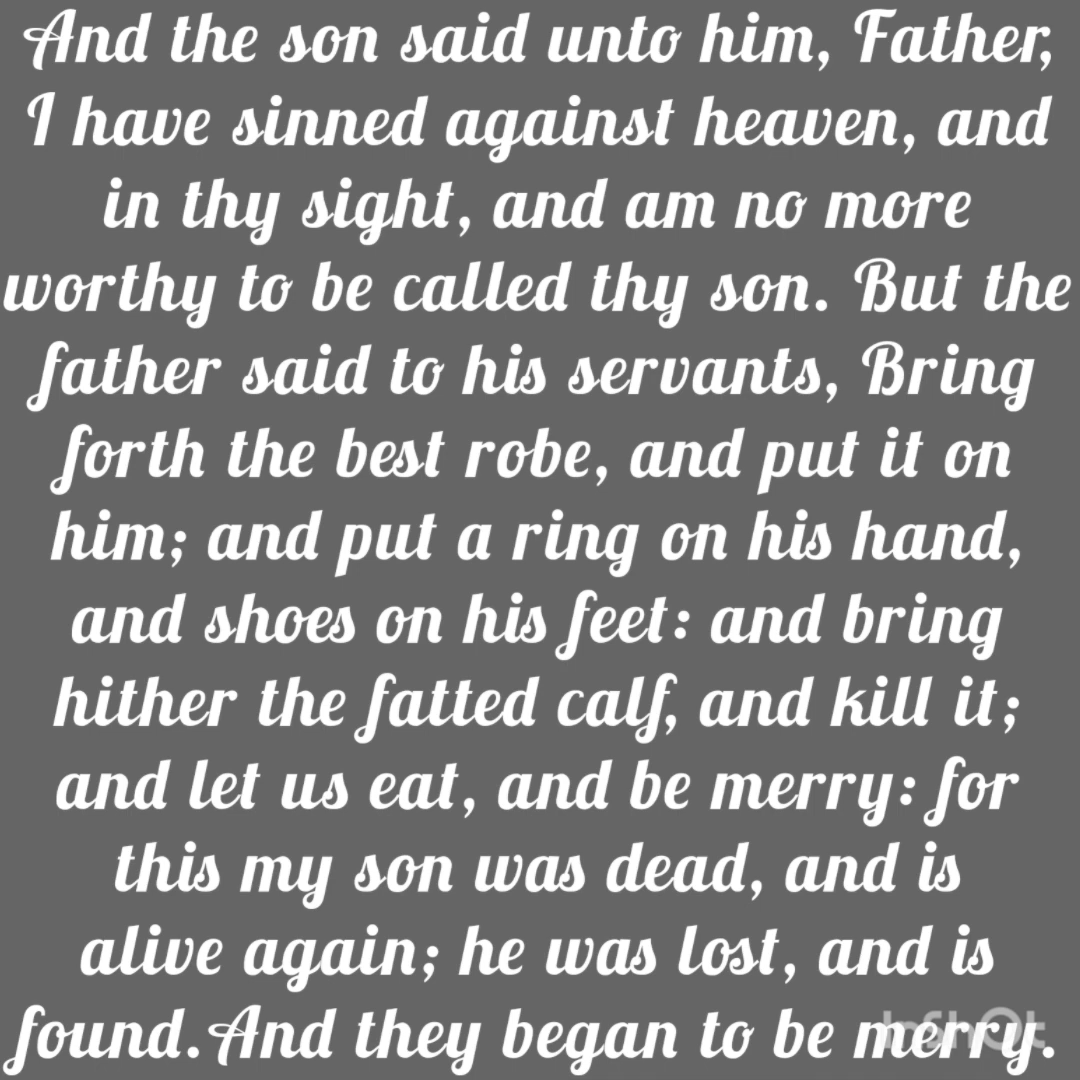 And the son said unto him, Father,
I have sinned against heaven, and
in thy sight, and am no more
worthy to be called thy son. But the
father said to his servants, Bring
forth the best robe, and put it on
him; and put a ring on his hand,
and shoes on his feet: and bring
hither the fatted calf, and kill it;
and let us eat, and be merry: for
this my son was dead, and is
alive again; he was lost, and is
found.And they began to be merry.
InShOt